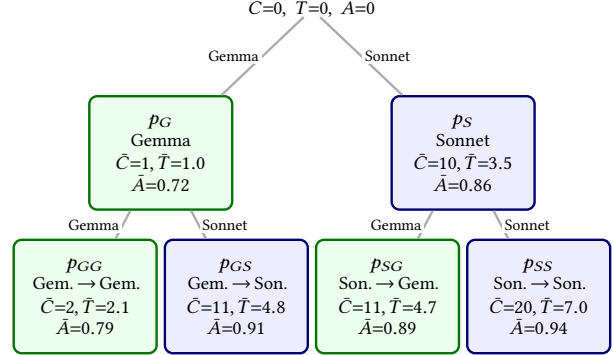 C=0, T=0, A=0
Gemma Sonnet
p_G
Gemma
C̄=1, T̄=1.0
Ā=0.72
p_S
Sonnet
C̄=10, T̄=3.5
Ā=0.86
Gemma Sonnet
Gemma Sonnet
p_GG
Gem. → Gem.
C̄=2, T̄=2.1
Ā=0.79
p_GS
Gem. → Son.
C̄=11, T̄=4.8
Ā=0.91
p_SG
Son. → Gem.
C̄=11, T̄=4.7
Ā=0.89
p_SS
Son. → Son.
C̄=20, T̄=7.0
Ā=0.94